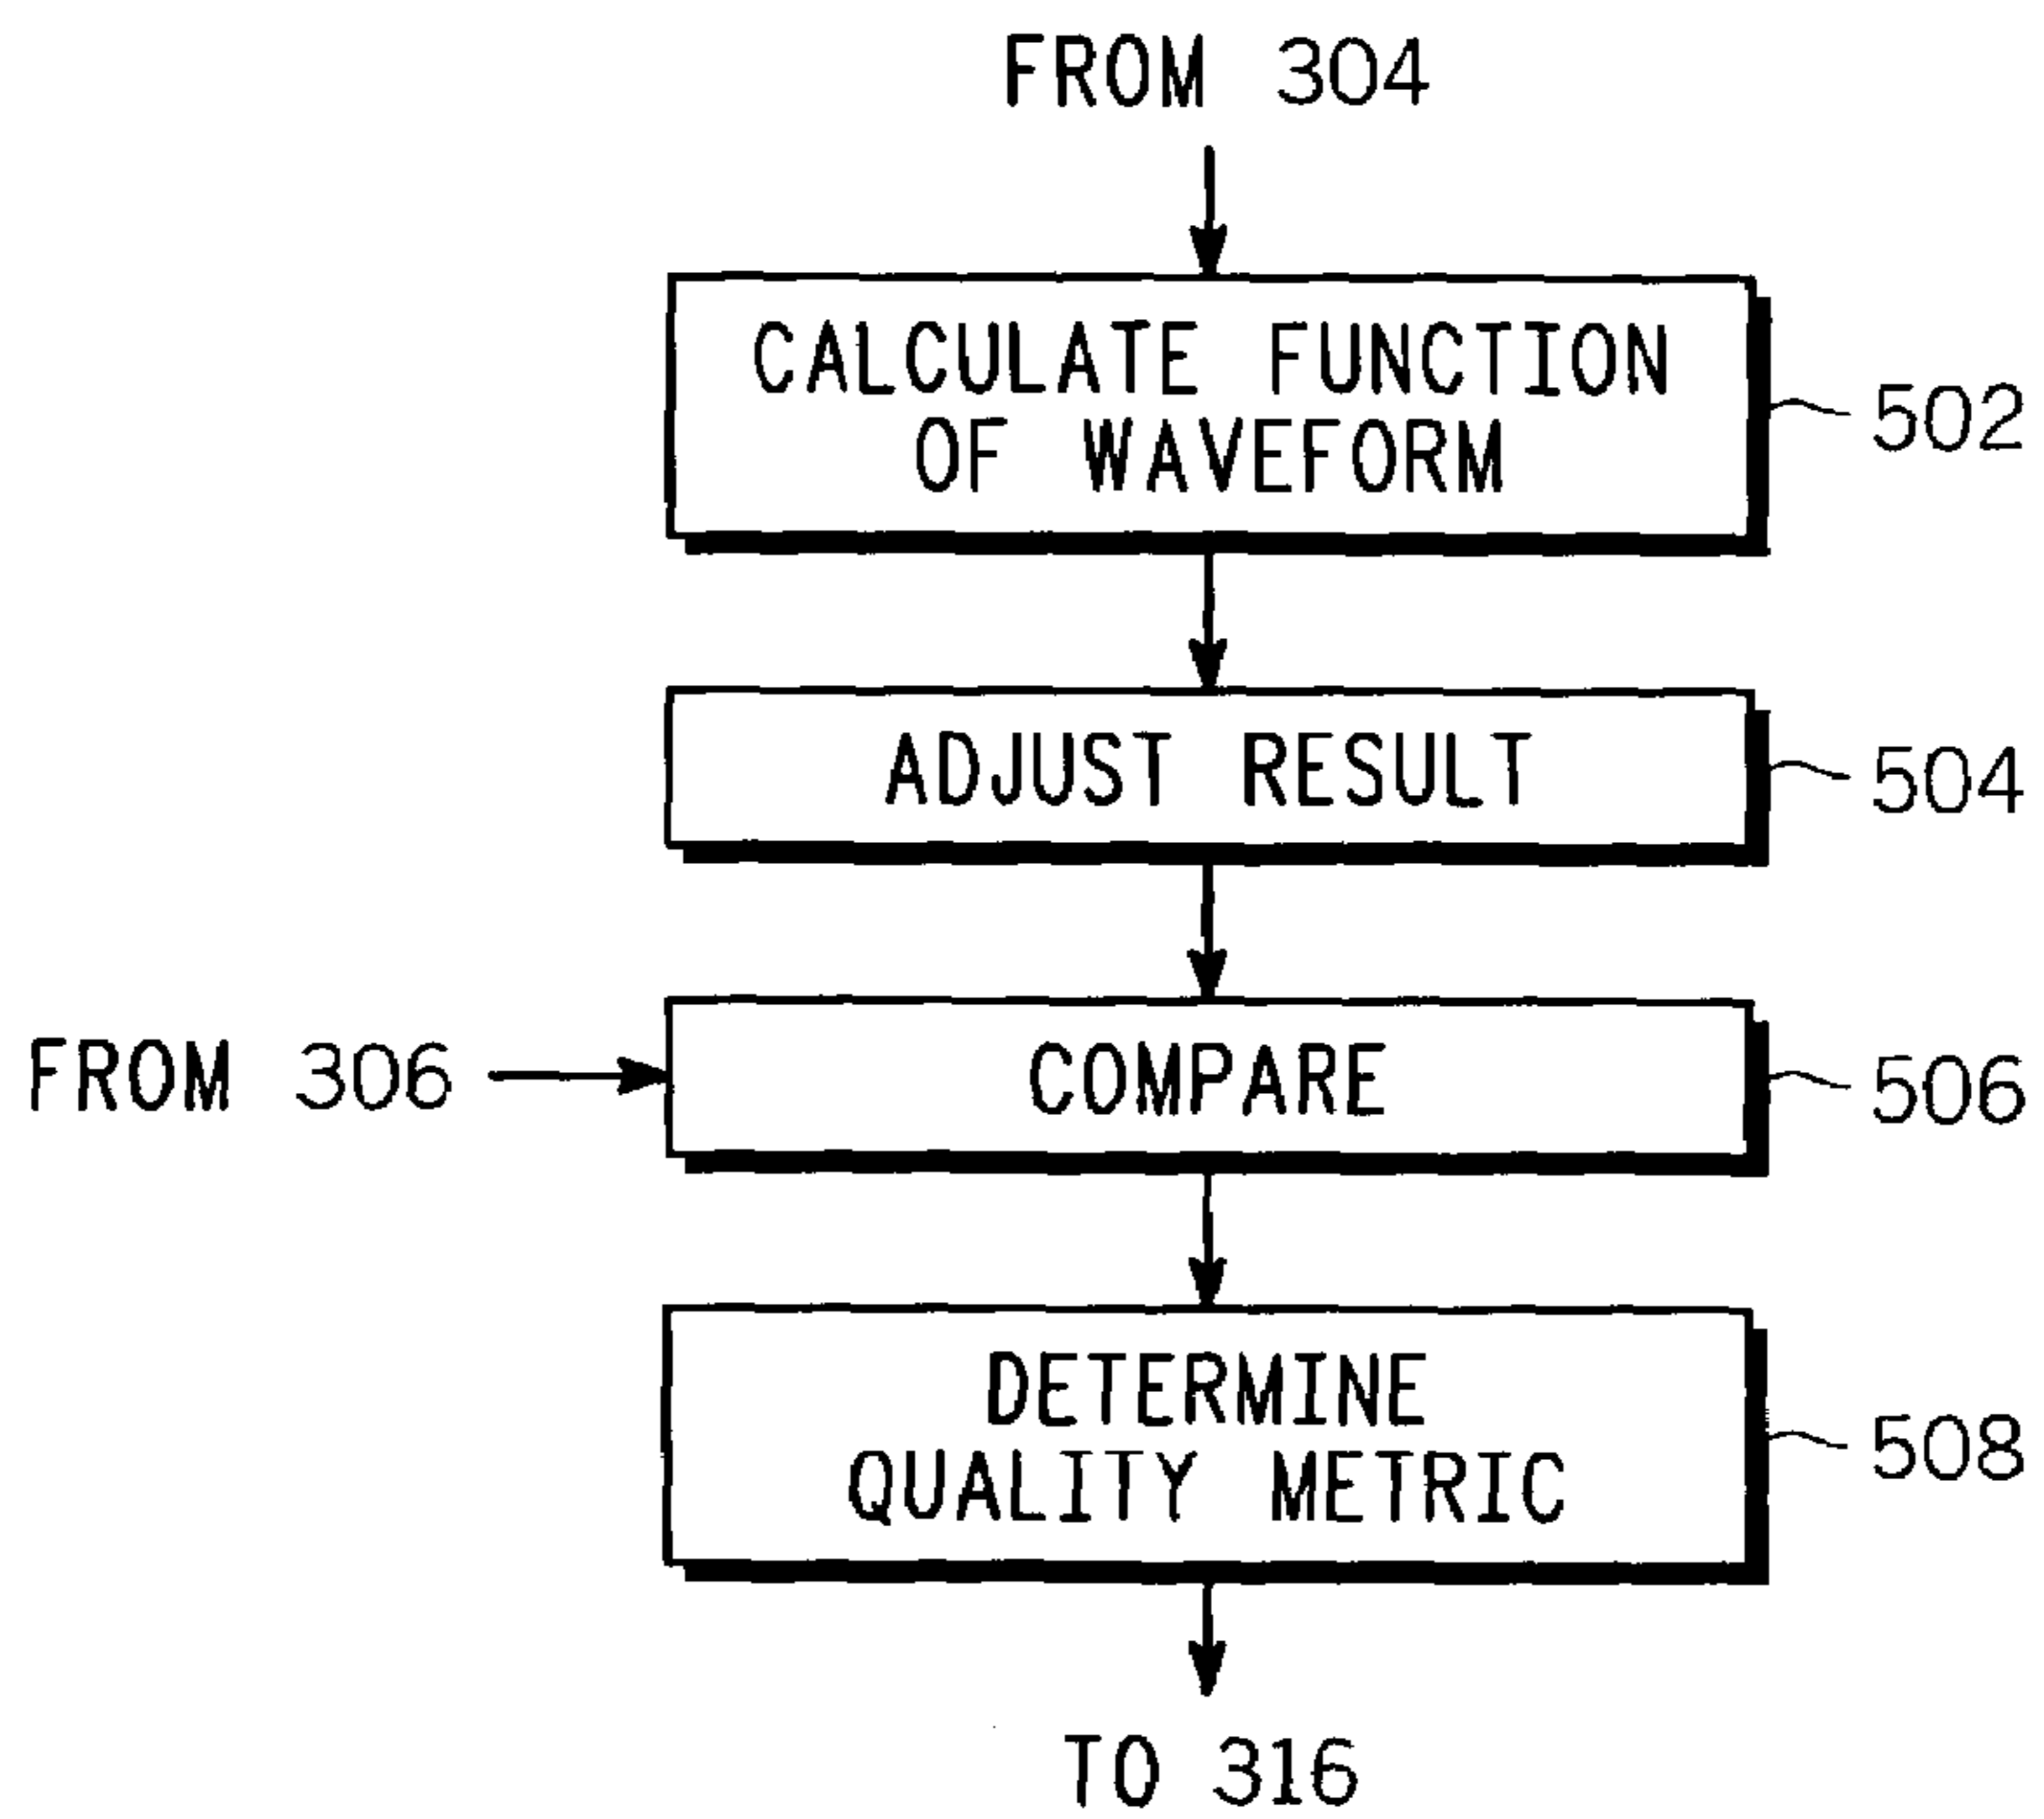 FROM 304
CALCULATE FUNCTION
OF WAVEFORM
502
ADJUST RESULT
504
FROM 306
COMPARE
506
DETERMINE
QUALITY METRIC
508
TO 316